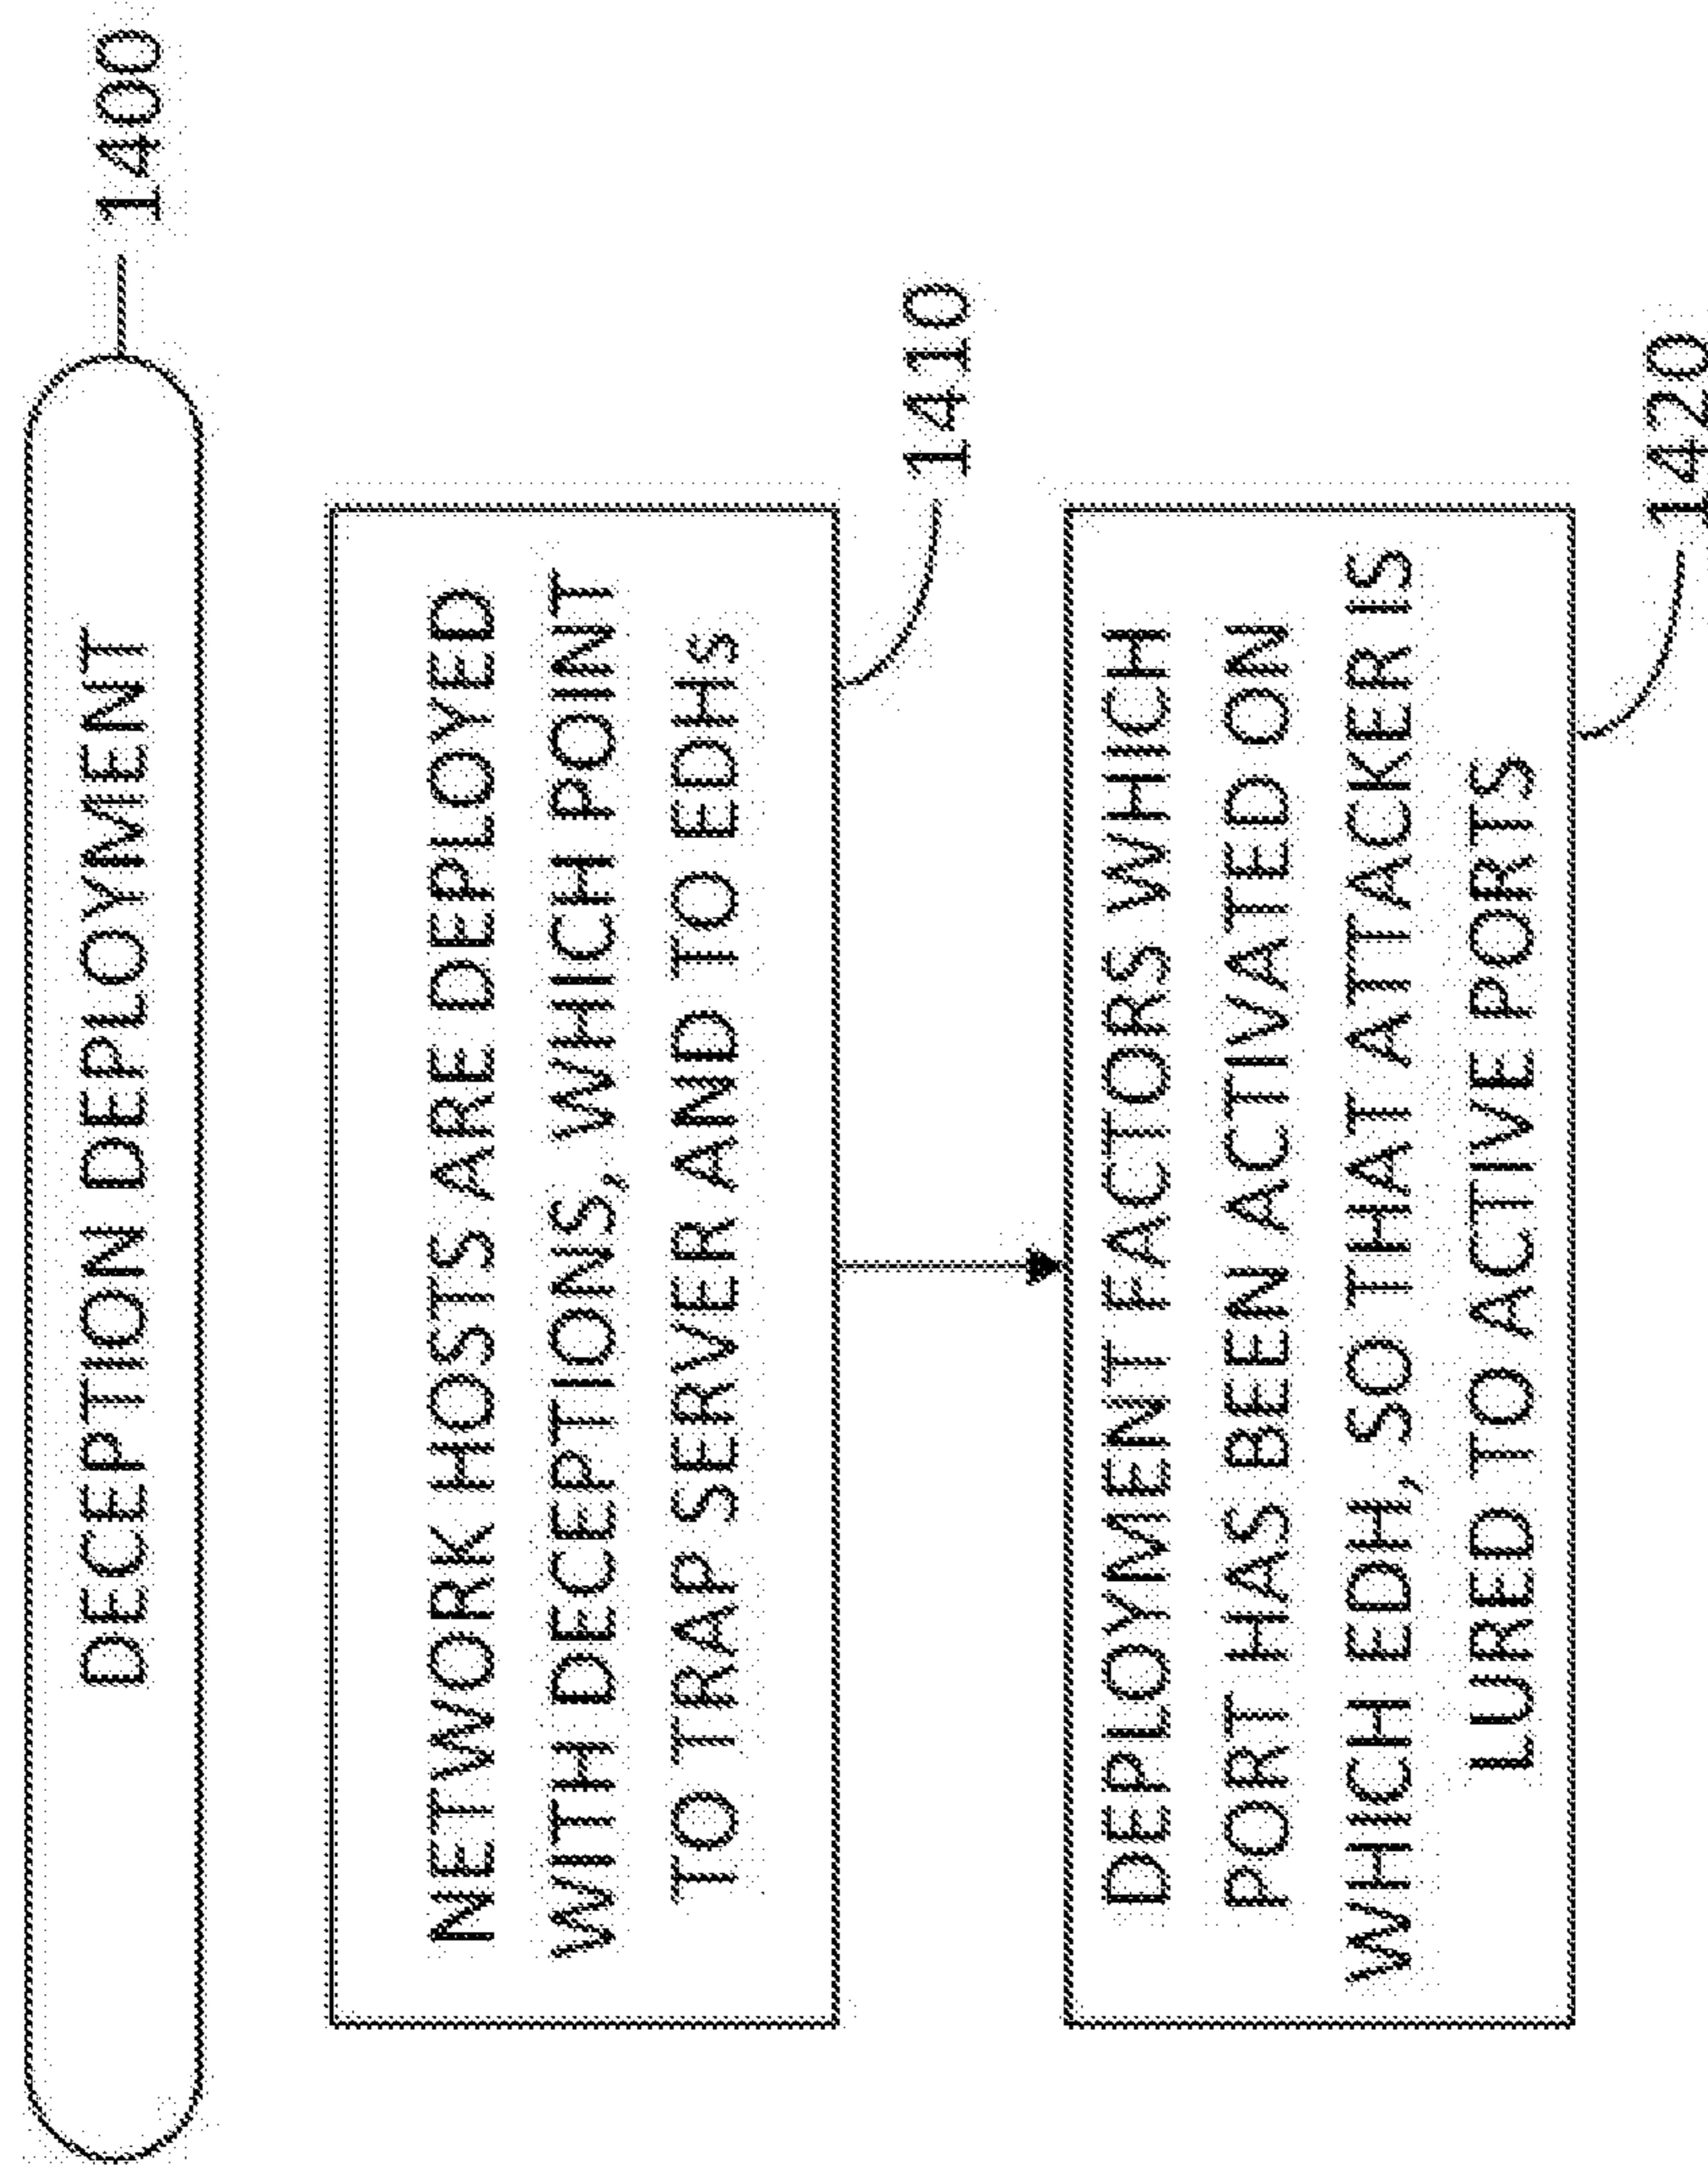 DECEPTION DEPLOYMENT
1400
NETWORK HOSTS ARE DEPLOYED
WITH DECEPTIONS, WHICH POINT
TO TRAP SERVER AND TO EDHs
1410
DEPLOYMENT FACTORS WHICH
PORT HAS BEEN ACTIVATED ON
WHICH EDH, SO THAT ATTACKER IS
LURED TO ACTIVE PORTS
1420